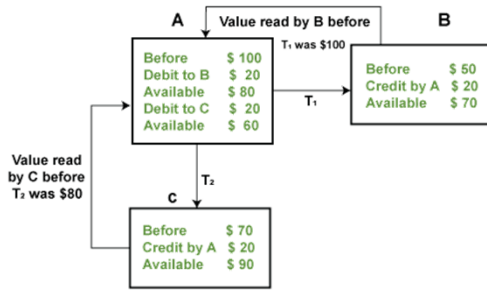 A
Value read by B before
B
T₁ was $100
Before $ 100
Debit to B $ 20
Available $ 80
Debit to C $ 20
Available $ 60
T₁
Before $ 50
Credit by A $ 20
Available $ 70
Value read
by C before
T₂ was $80
T₂
c
Before $ 70
Credit by A $ 20
Available $ 90